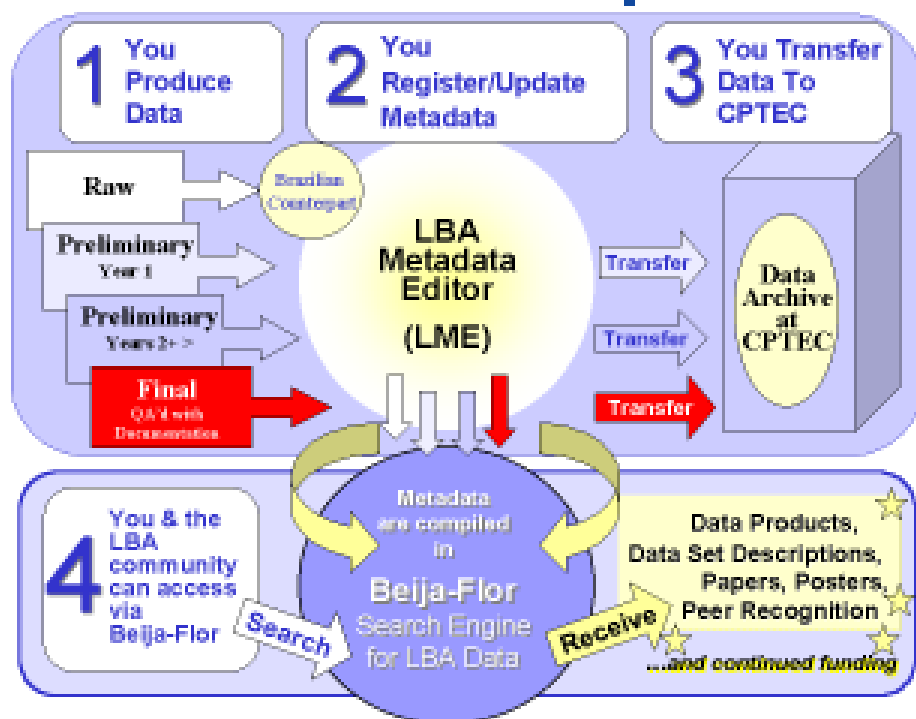 1 You
Produce
Data
2 You
Register/Update
Metadata
3 You Transfer
Data To
CPTEC
Raw
Brazilian
Counterpart
Preliminary
Year 1
Preliminary
Years 2+ >
Final
QA'd with
Documentation
LBA
Metadata
Editor
(LME)
Transfer
Transfer
Transfer
Data
Archive
at
CPTEC
4 You & the
LBA
community
can access
via
Beija-Flor
Search
Metadata
are compiled
in
Beija-Flor
Search Engine
for LBA Data
Receive
Data Products,
Data Set Descriptions,
Papers, Posters,
Peer Recognition
...and continued funding